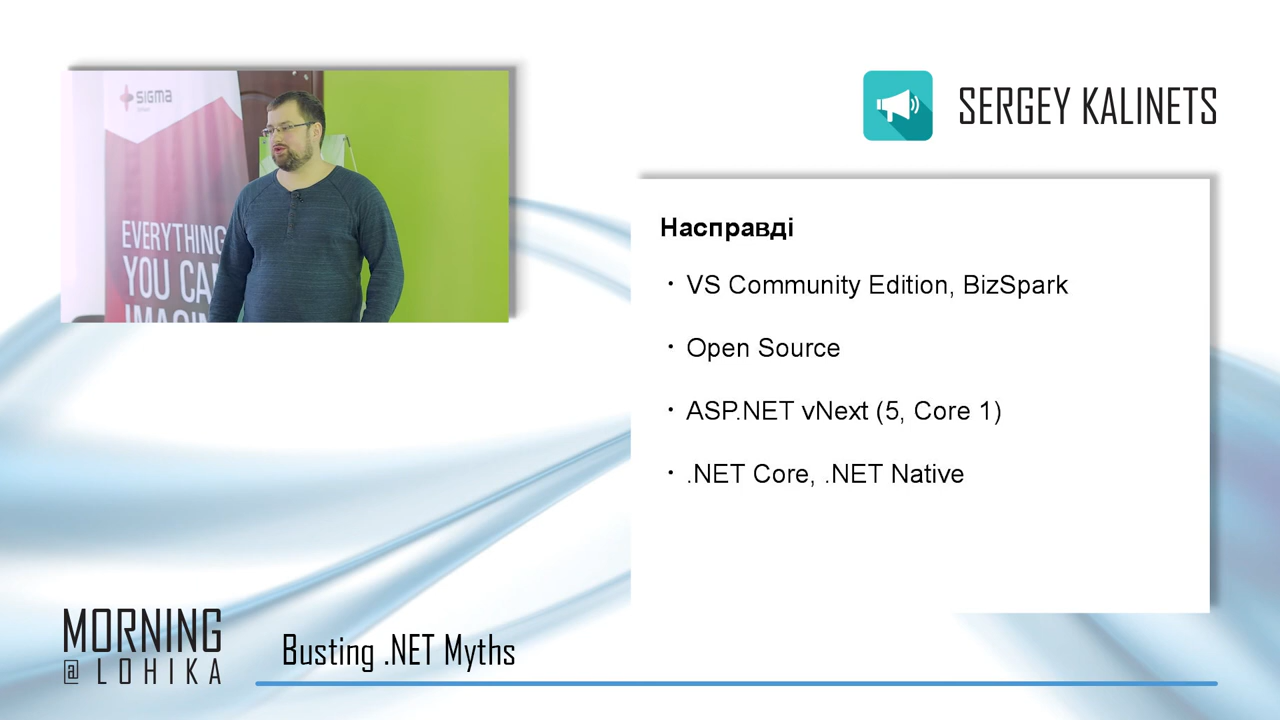 SIGMA
EVERYTHING
YOU CAN
SERGEY KALINETS
Насправді
• VS Community Edition, BizSpark
• Open Source
• ASP.NET vNext (5, Core 1)
• .NET Core, .NET Native
MORNING
@ LOHIKA
Busting .NET Myths